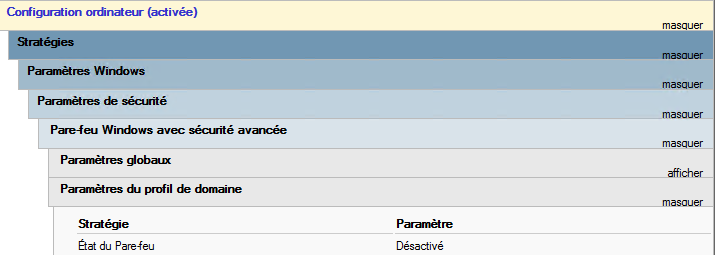 Configuration ordinateur (activée)
masquer
Stratégies
masquer
Paramètres Windows
masquer
Paramètres de sécurité
masquer
Pare-feu Windows avec sécurité avancée
masquer
Paramètres globaux
afficher
Paramètres du profil de domaine
masquer
Stratégie Paramètre
État du Pare-feu Désactivé